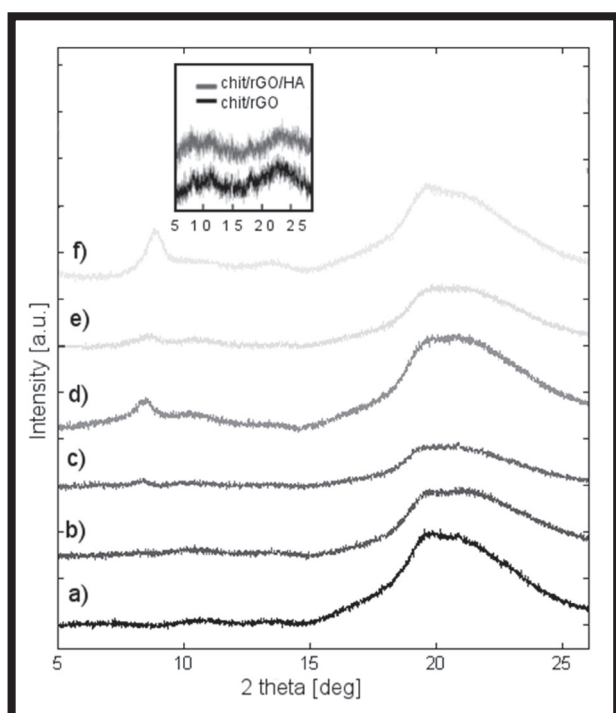 chit/rGO/HA
chit/rGO
5 10 15 20 25
f)
e)
d)
c)
b)
a)
Intensity [a.u.]
5 10 15 20 25
2 theta [deg]